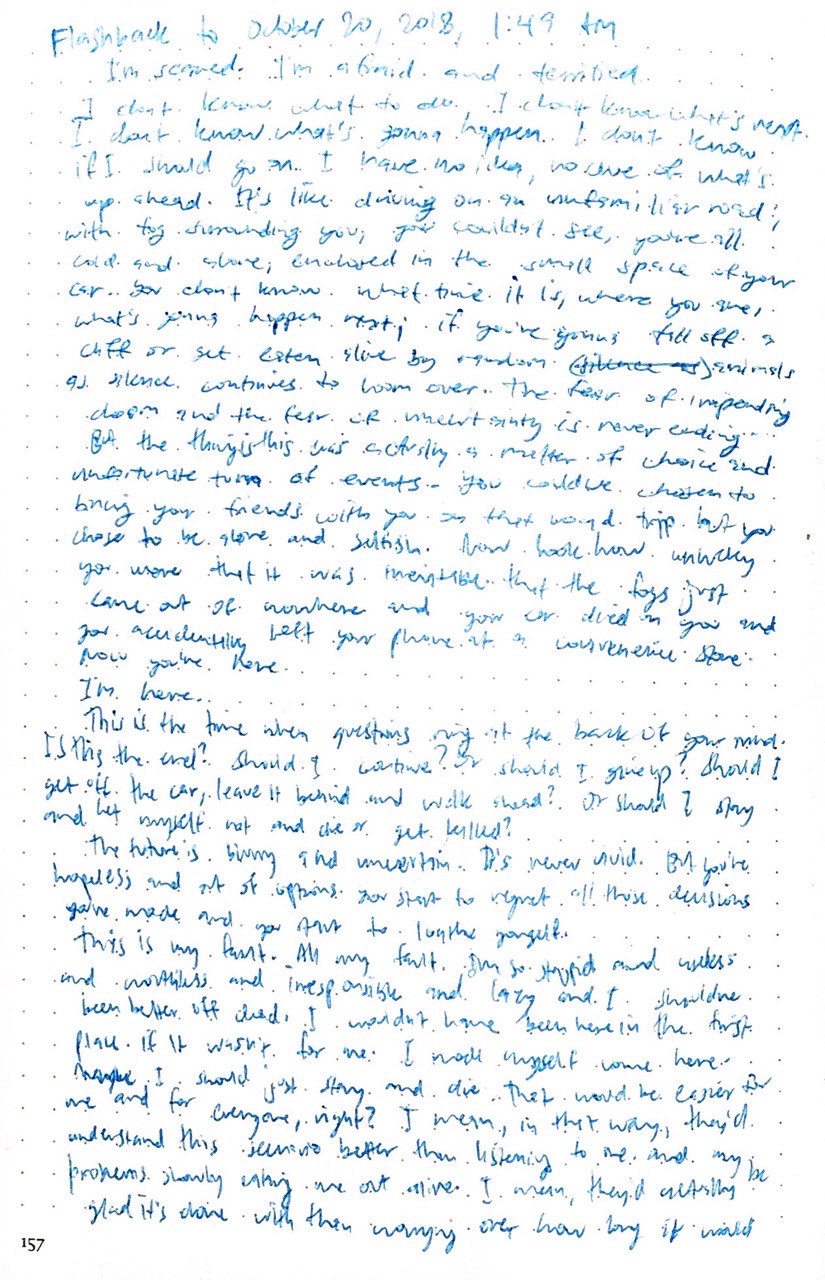 Flashback to October 20, 2018, 1:49 AM
I'm scared. I'm afraid. and terrified.
I don't know what to do. I don't know what's next.
I don't know what's gonna happen. I don't know
if I should go on. I have no idea, no clue of what's
up ahead. It's like driving on an unfamiliar road;
with fog surrounding you; you couldn't see, you're all
cold and alone; enclosed in the small space of your
car. You don't know what time it is, where you are,
what's gonna happen next; if you're gonna fall off a
cliff or get eaten alive by random (silence as) animals
as silence continues to loom over. The fear of impending
doom and the fear of uncertainty is never ending...
But the thing is this was actually a matter of choice and
unfortunate turn of events - you could've chosen to
bring your friends with you on that road tripp but you
chose to be alone and selfish. Now look how unlucky
you were that it was inevitable that the fogs just
came out of nowhere and your car died on you and
you accidentally left your phone at a convenience store.
Now you're here.
I'm here.
This is the time when questions ring at the back of your mind.
Is this the end? Should I continue? Or should I give up? Should I
get off the car, leave it behind and walk ahead? Or should I stay
and let myself rot and die or get killed?
The future is blurry and uncertain. It's never vivid. But you're
hopeless and out of options. You start to regret all those decisions
you've made and you start to loathe yourself.
This is my fault. All my fault. I'm so stupid and useless
and worthless and irresponsible and lazy and I should've
been better off dead. I wouldn't have been here in the first
place if it wasn't for me. I made myself come here.
Maybe I should just stay and die. That would be easier for
me and for everyone, right? I mean, in that way, they'd
understand this scenario better than listening to me and my
problems slowly eating me out alive. I mean, they'd actually be
glad it's done with than worrying over how long it would
157